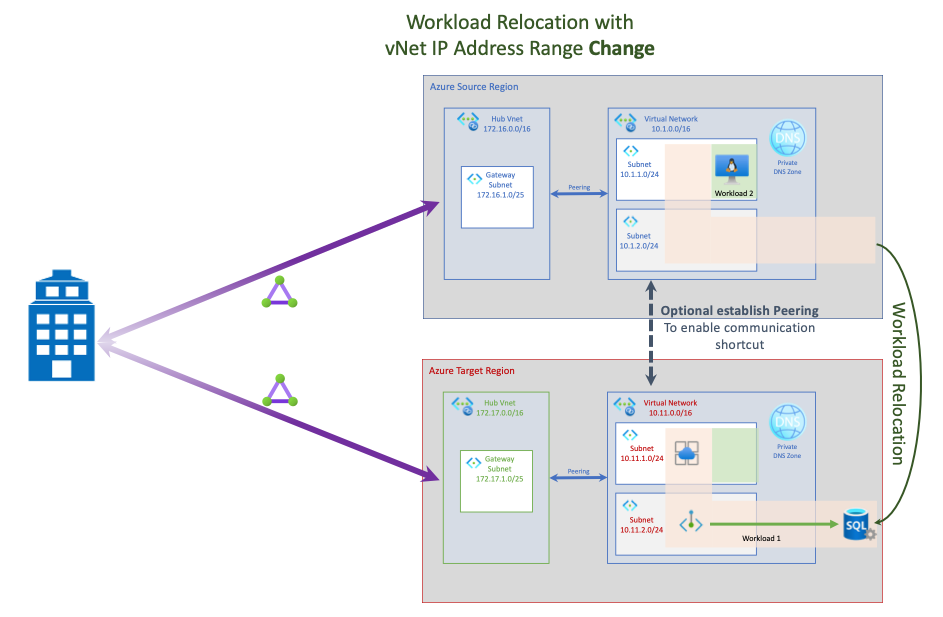 Workload Relocation with
vNet IP Address Range Change
Azure Source Region
Hub Vnet
172.16.0.0/16
Gateway
Subnet
172.16.1.0/25
Peering
Virtual Network
10.1.0.0/16
Subnet
10.1.1.0/24
Workload 2
Subnet
10.1.2.0/24
DNS
Private
DNS Zone
Optional establish Peering
To enable communication
shortcut
Workload Relocation
Azure Target Region
Hub Vnet
172.17.0.0/16
Gateway
Subnet
172.17.1.0/25
Peering
Virtual Network
10.11.0.0/16
Subnet
10.11.1.0/24
Subnet
10.11.2.0/24
Workload 1
DNS
Private
DNS Zone
SQL